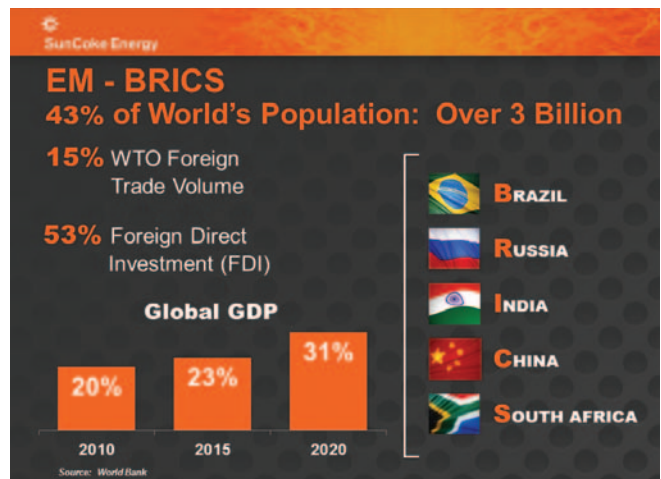 SunCoke Energy
EM - BRICS
43% of World's Population: Over 3 Billion
15% WTO Foreign
Trade Volume
53% Foreign Direct
Investment (FDI)
Global GDP
20%
23%
31%
2010
2015
2020
Source: World Bank
BRAZIL
RUSSIA
INDIA
CHINA
SOUTH AFRICA